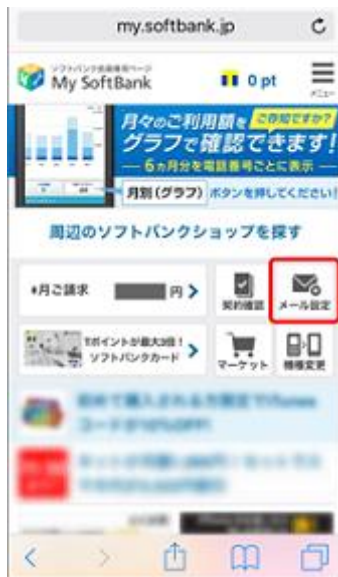 my.softbank.jp
ソフトバンク会員専用ページ
My SoftBank
0 pt
メニュー
月々のご利用額を ご存知ですか?
グラフで確認できます!
6ヵ月分を電話番号ごとに表示
月別(グラフ) ボタンを押してください!
周辺のソフトバンクショップを探す
月ご請求 円
契約確認
メール設定
Tポイントが最大3倍!
ソフトバンクカード
マーケット
機種変更